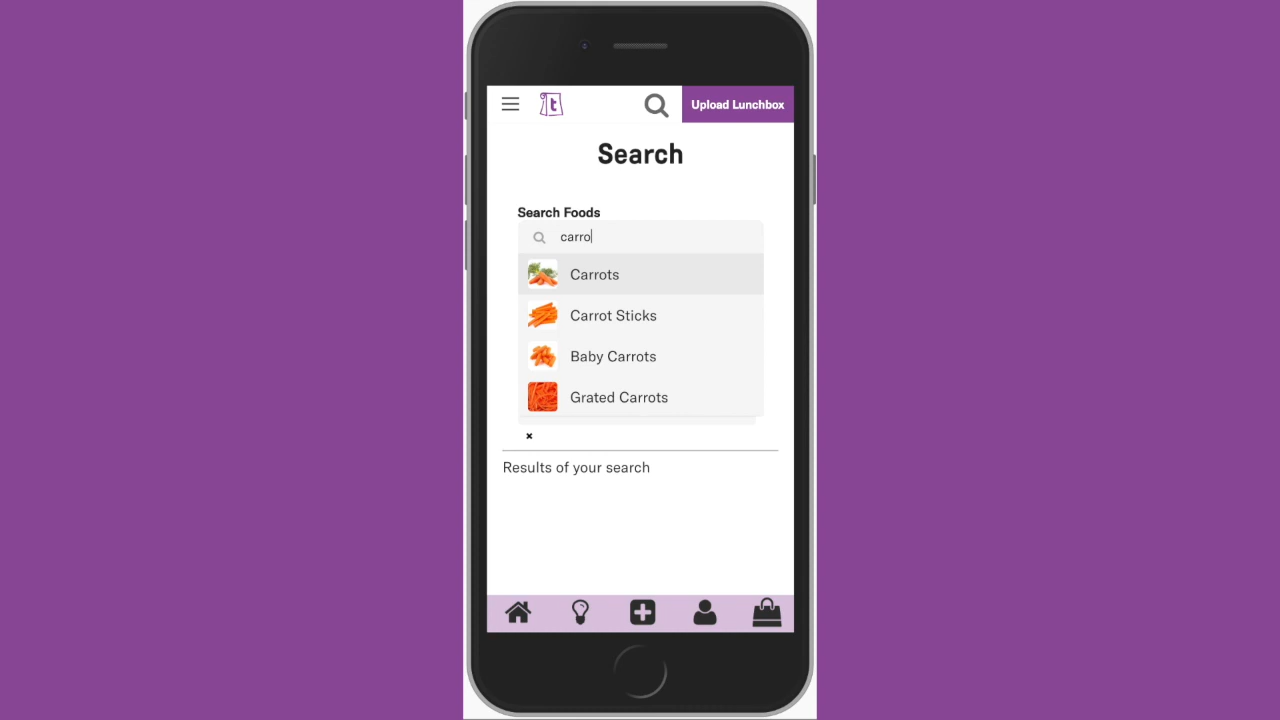 t
Upload Lunchbox
Search
Search Foods
carro
Carrots
Carrot Sticks
Baby Carrots
Grated Carrots
×
Results of your search